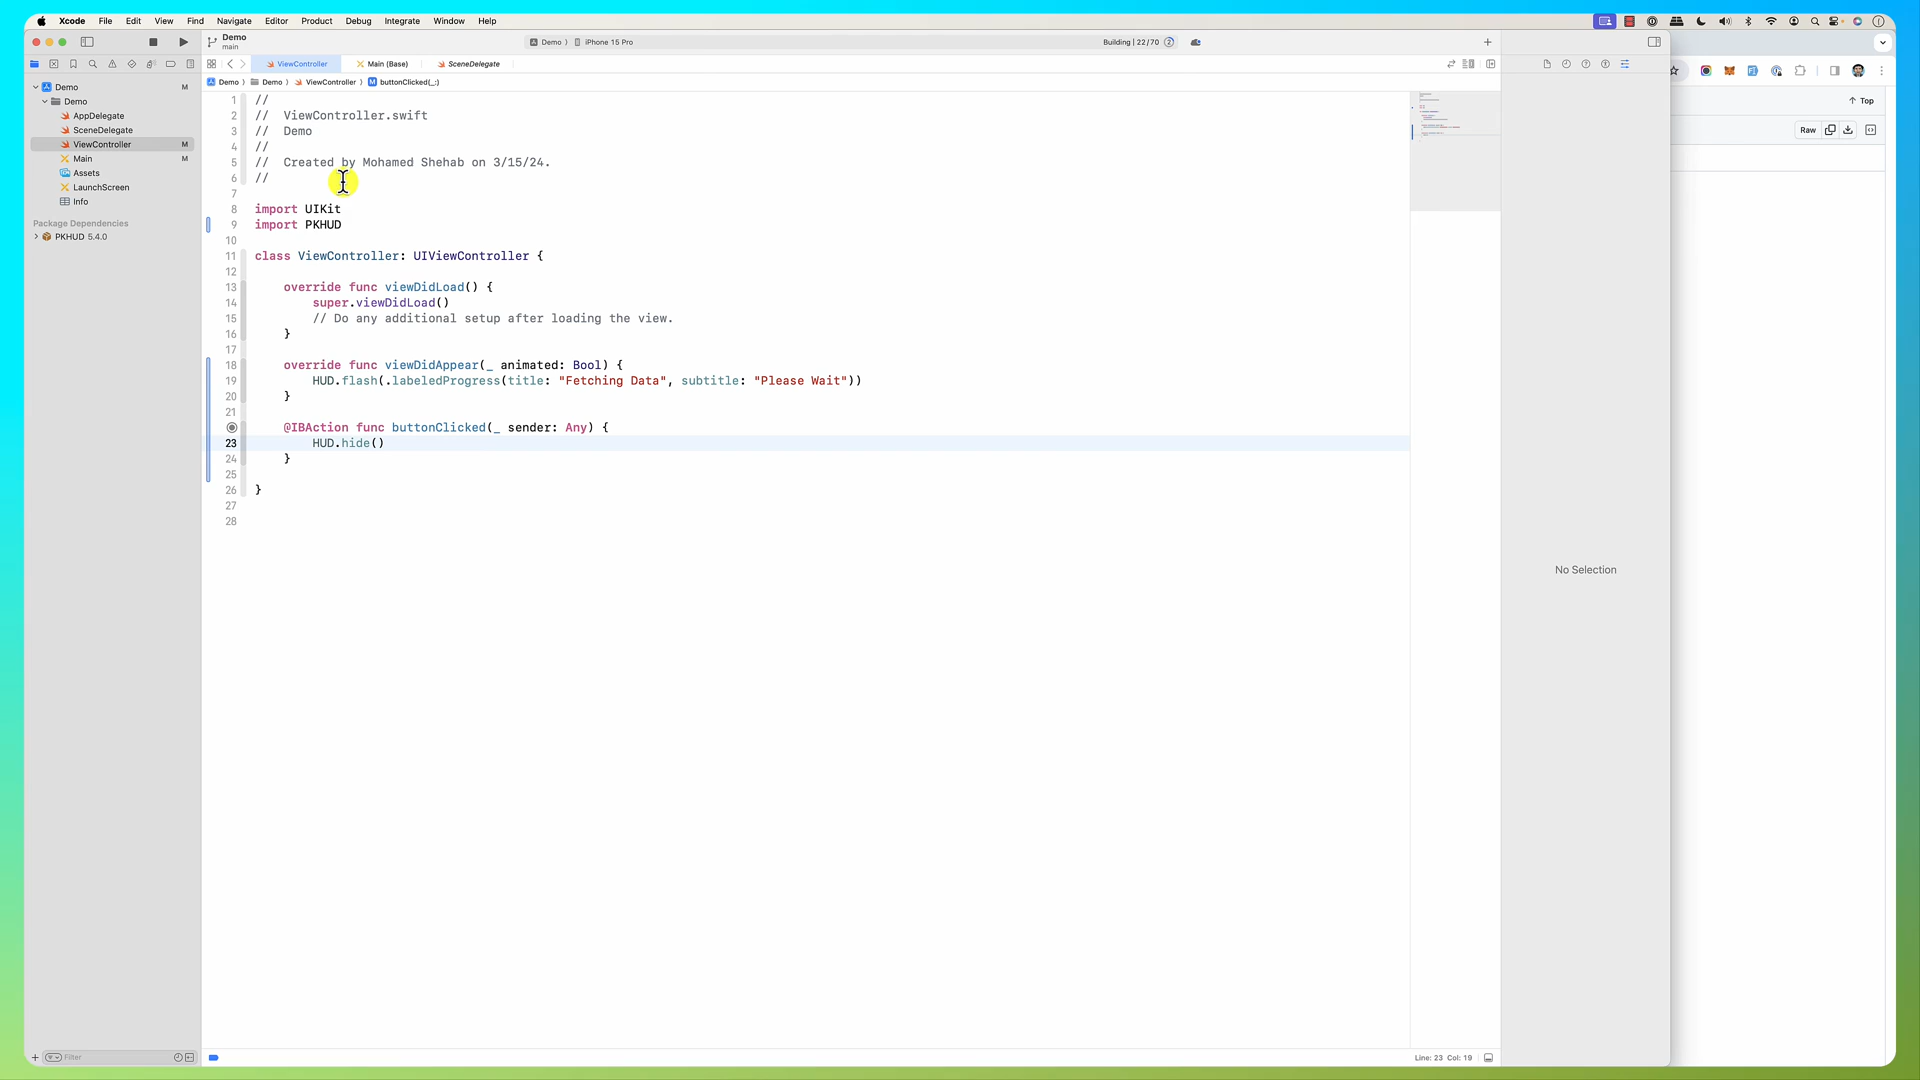 Xcode File Edit View Find Navigate Editor Product Debug Integrate Window Help
Demo
main
Demo iPhone 15 Pro Building | 22/70 2
ViewController Main (Base) SceneDelegate
Demo Demo ViewController M buttonClicked(_:)
Demo M
Demo
AppDelegate
SceneDelegate
ViewController M
Main M
Assets
LaunchScreen
Info
Package Dependencies
PKHUD 5.4.0
Filter
1 //
2 // ViewController.swift
3 // Demo
4 //
5 // Created by Mohamed Shehab on 3/15/24.
6 //
7
8 import UIKit
9 import PKHUD
10
11 class ViewController: UIViewController {
12
13 override func viewDidLoad() {
14 super.viewDidLoad()
15 // Do any additional setup after loading the view.
16 }
17
18 override func viewDidAppear(_ animated: Bool) {
19 HUD.flash(.labeledProgress(title: "Fetching Data", subtitle: "Please Wait"))
20 }
21
@IBAction func buttonClicked(_ sender: Any) {
23 HUD.hide()
24 }
25
26 }
27
28
Line: 23 Col: 19
No Selection
Top
Raw